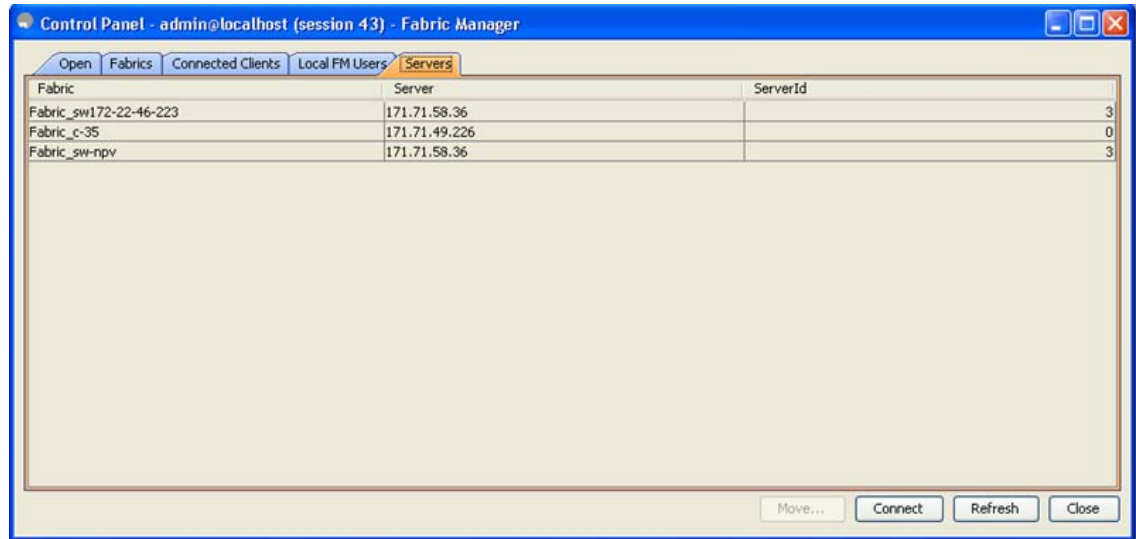 Control Panel - admin@localhost (session 43) - Fabric Manager
Open Fabrics Connected Clients Local FM Users Servers
Fabric Server ServerId
Fabric_sw172-22-46-223 171.71.58.36 3
Fabric_c-35 171.71.49.226 0
Fabric_sw-npv 171.71.58.36 3
Move... Connect Refresh Close